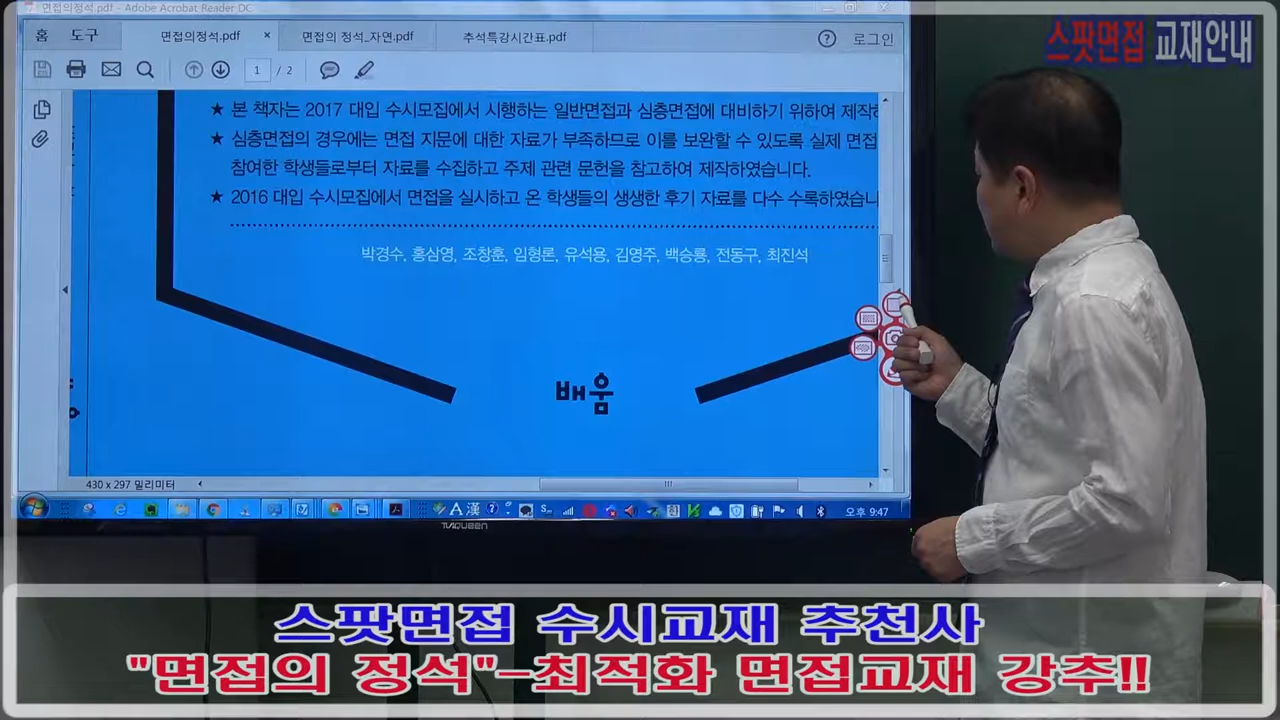 면접의정석.pdf - Adobe Acrobat Reader DC
홈 도구 면접의정석.pdf × 면접의 정석_자연.pdf 추석특강시간표.pdf ? 로그인
스팟면접 교재안내
1 / 2
★ 본 책자는 2017 대입 수시모집에서 시행하는 일반면접과 심층면접에 대비하기 위하여 제작하
★ 심층면접의 경우에는 면접 지문에 대한 자료가 부족하므로 이를 보완할 수 있도록 실제 면접
참여한 학생들로부터 자료를 수집하고 주제 관련 문헌을 참고하여 제작하였습니다.
★ 2016 대입 수시모집에서 면접을 실시하고 온 학생들의 생생한 후기 자료를 다수 수록하였습니
박경수, 홍삼영, 조창훈, 임형론, 유석용, 김영주, 백승룡, 전동구, 최진석
배움
430 x 297 밀리미터
A 漢 오후 9:47
스팟면접 수시교재 추천사
"면접의 정석"-최적화 면접교재 강추!!